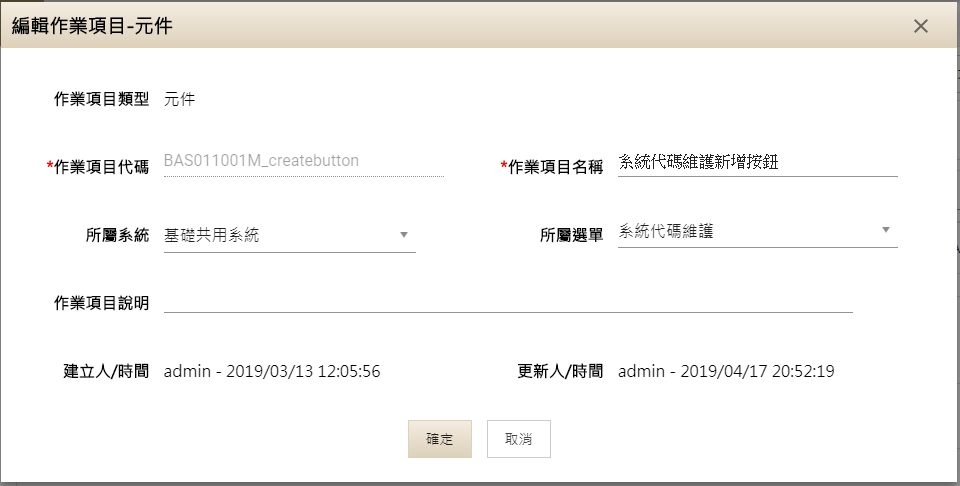 編輯作業項目-元件
作業項目類型 元件
*作業項目代碼 BAS011001M_createbutton *作業項目名稱 系統代碼維護新增按鈕
所屬系統 基礎共用系統 所屬選單 系統代碼維護
作業項目說明
建立人/時間 admin - 2019/03/13 12:05:56 更新人/時間 admin - 2019/04/17 20:52:19
確定 取消